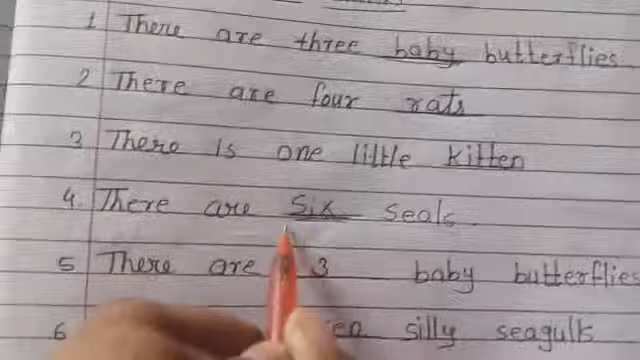 1 There are three baby butterflies
2 There are four rats
3 There is one little kitten
4. There are six seals
5 There are 3 baby butterflies
6 silly seagulls